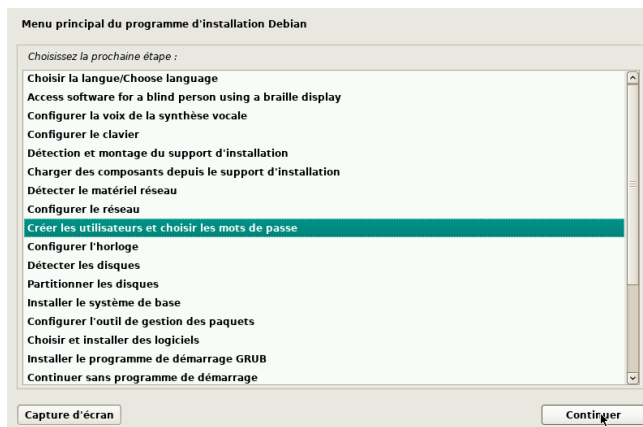 Menu principal du programme d'installation Debian
Choisissez la prochaine étape :
Choisir la langue/Choose language
Access software for a blind person using a braille display
Configurer la voix de la synthèse vocale
Configurer le clavier
Détection et montage du support d'installation
Charger des composants depuis le support d'installation
Détecter le matériel réseau
Configurer le réseau
Créer les utilisateurs et choisir les mots de passe
Configurer l'horloge
Détecter les disques
Partitionner les disques
Installer le système de base
Configurer l'outil de gestion des paquets
Choisir et installer des logiciels
Installer le programme de démarrage GRUB
Continuer sans programme de démarrage
Capture d'écran
Continuer